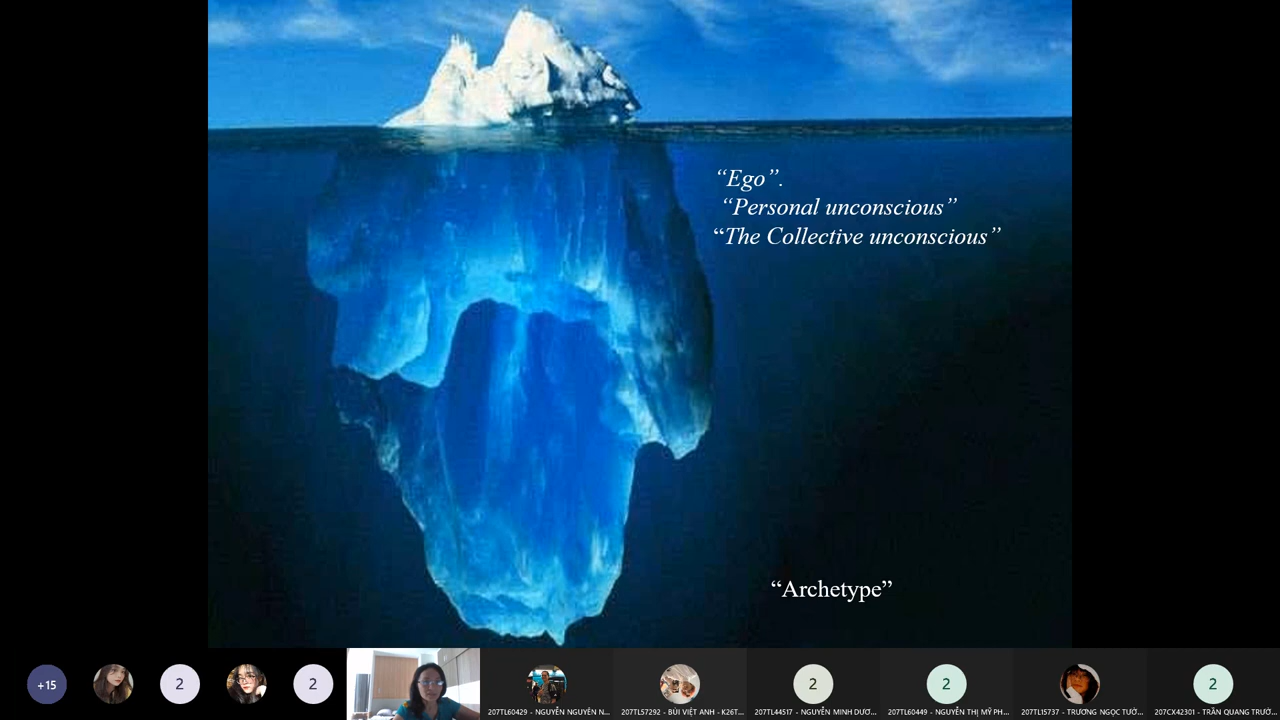 “Ego”.
“Personal unconscious”
“The Collective unconscious”
“Archetype”
+15
2
2
2
2
2
207TL60429 - NGUYỄN NGUYÊN N...
207TL57292 - BÙI VIỆT ANH - K26T...
207TL44517 - NGUYỄN MINH DƯƠ...
207TL60449 - NGUYỄN THỊ MỸ PH...
207TL15737 - TRƯƠNG NGỌC TƯỜ...
207CX42301 - TRẦN QUANG TRƯỜ...